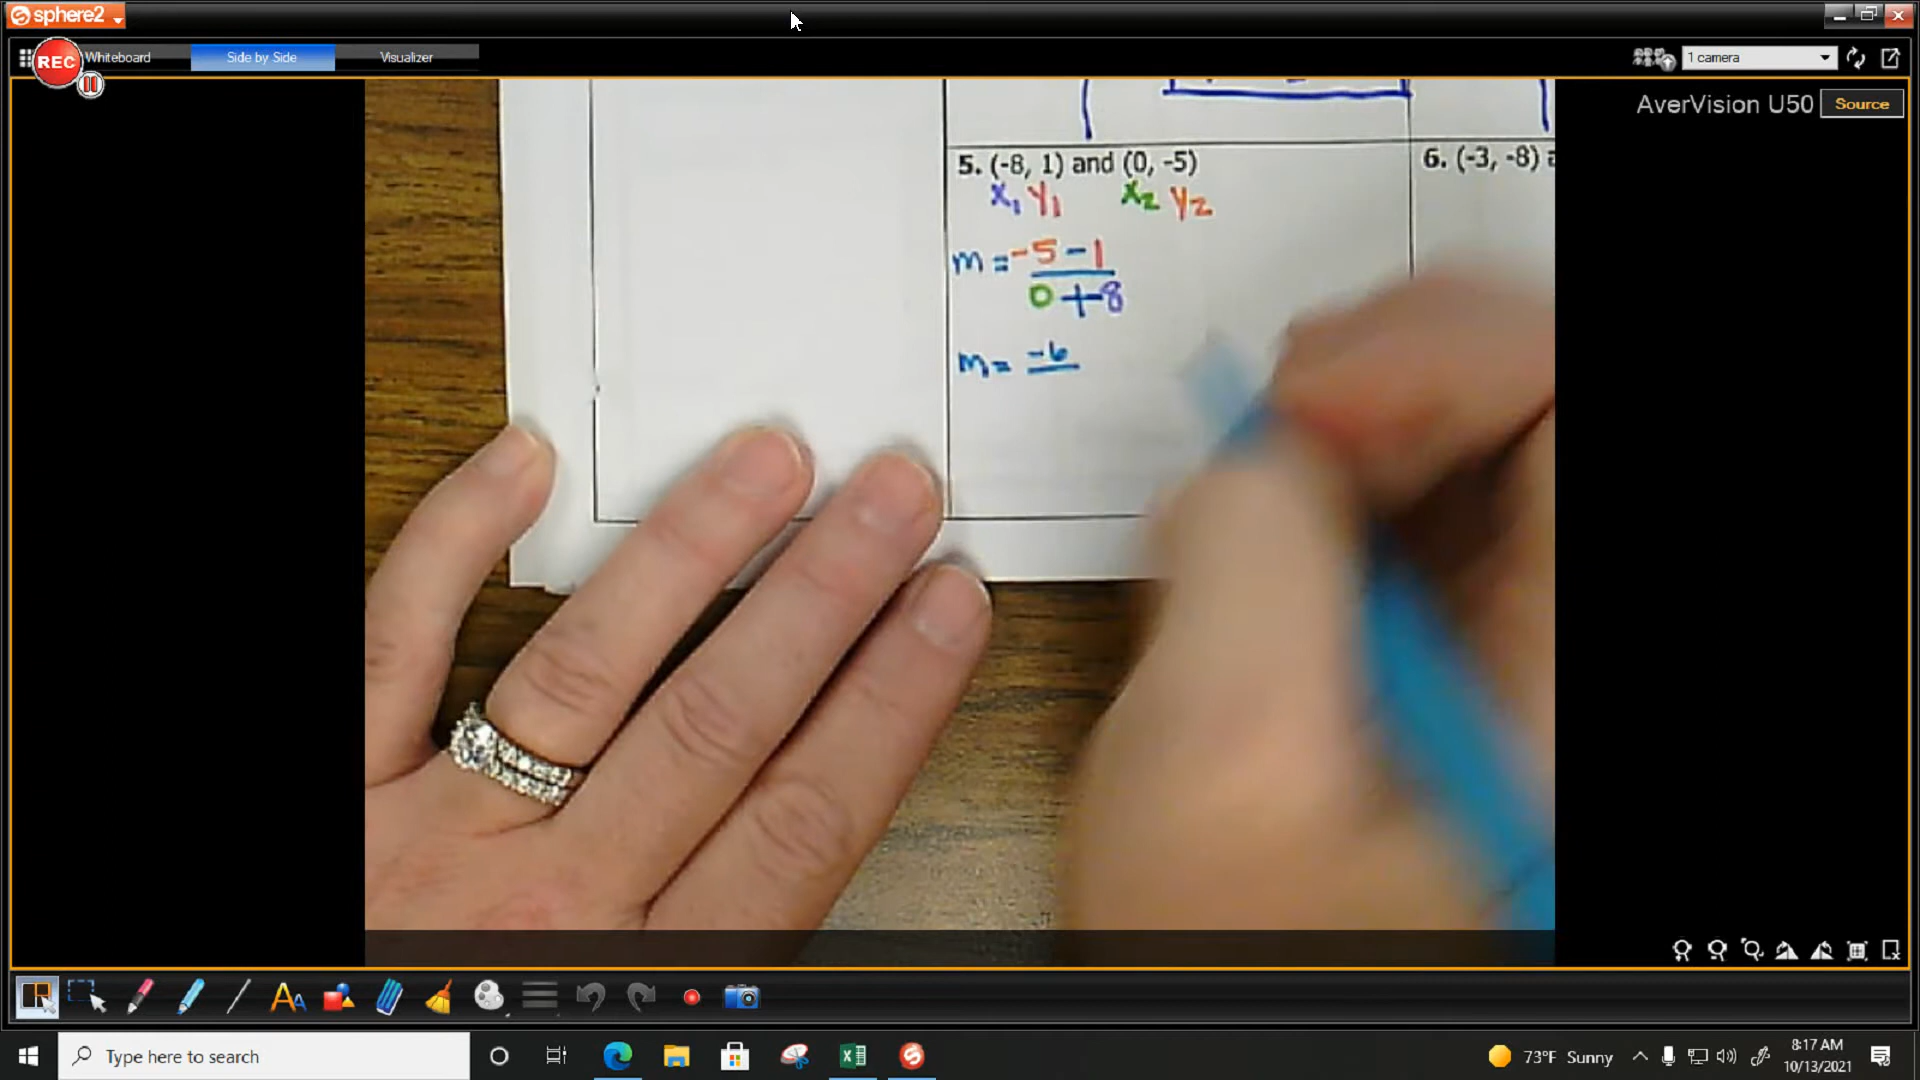 sphere2
REC Whiteboard Side by Side Visualizer 1 camera
AverVision U50 Source
5. (-8, 1) and (0, -5)
6. (-3, -8)
x1 y1 x2 y2
m = -5 - 1
0 + -8
m = -6
Type here to search
73°F Sunny
8:17 AM
10/13/2021